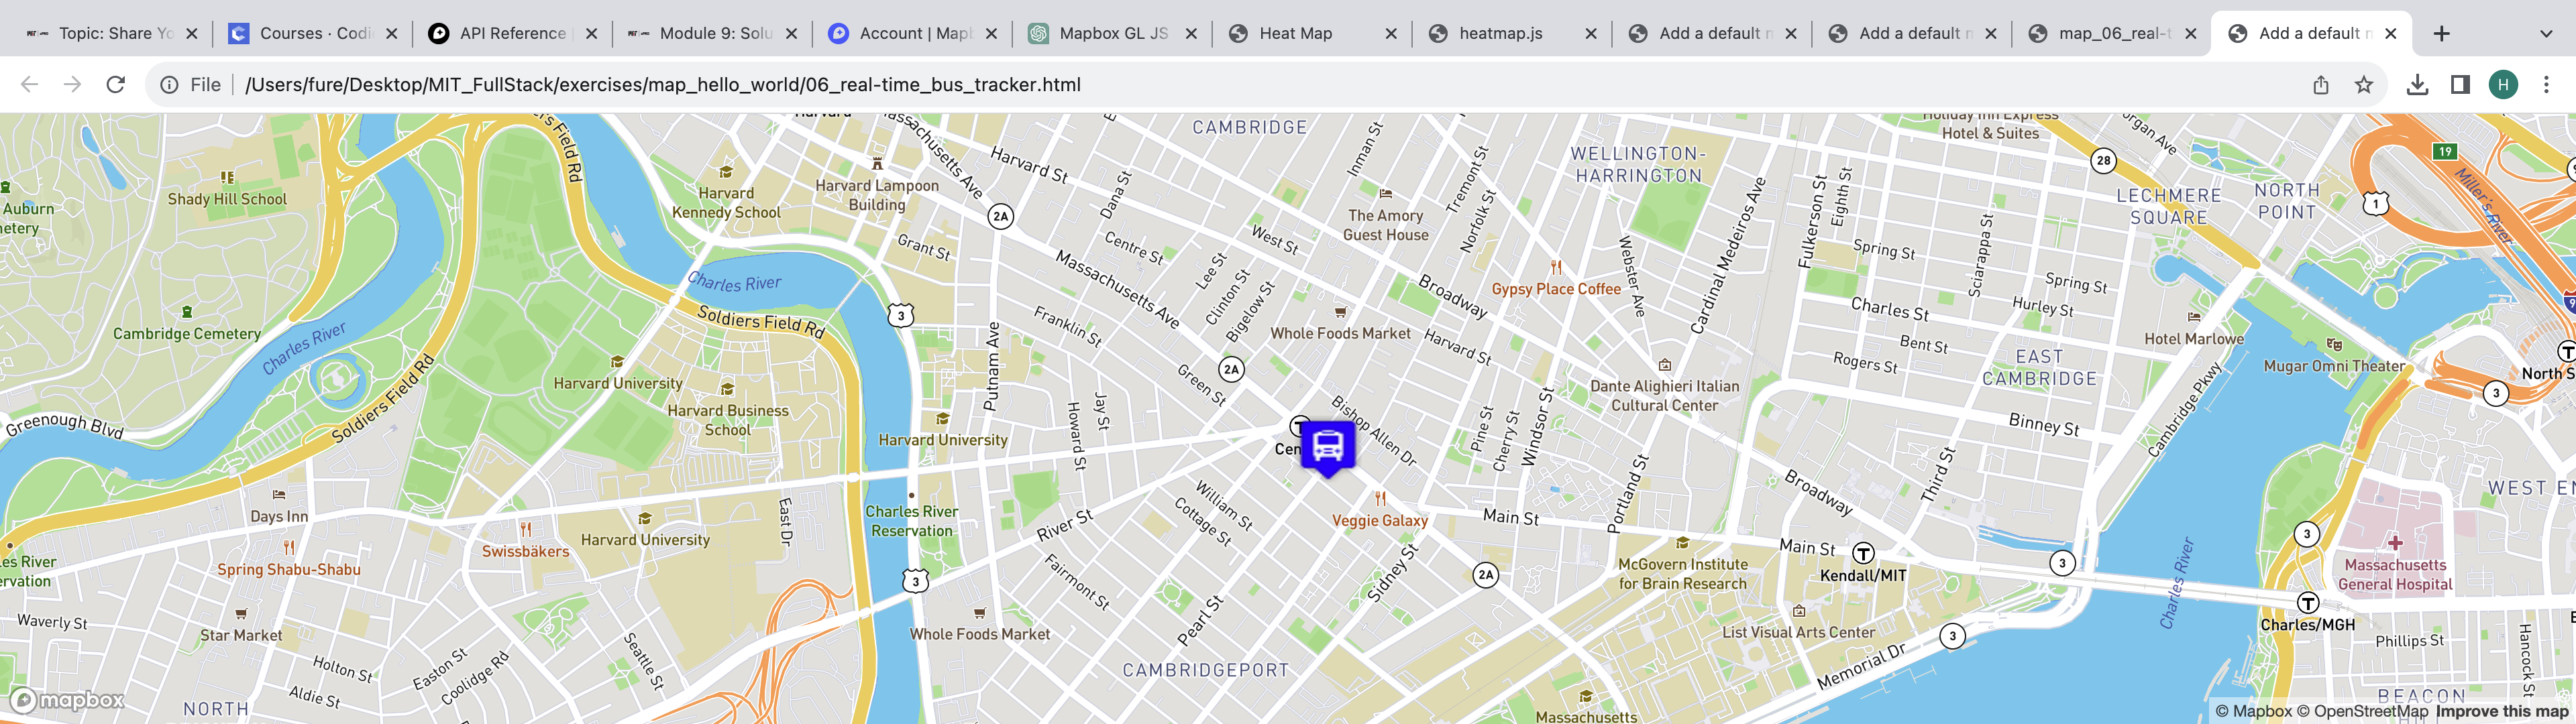 Topic: Share Yo
Courses · Codi
API Reference
Module 9: Solu
Account | Mapb
Mapbox GL JS
Heat Map
heatmap.js
Add a default m
Add a default m
map_06_real-t
Add a default m
File
/Users/fure/Desktop/MIT_FullStack/exercises/map_hello_world/06_real-time_bus_tracker.html
H
CAMBRIDGE
Harvard
Massachusetts Ave
Harvard St
Inman St
Tremont St
Norfolk St
WELLINGTON-
HARRINGTON
Holiday Inn Express
Hotel & Suites
28
19
1
Miller's River
LECHMERE
SQUARE
NORTH
POINT
Shady Hill School
Auburn
Harvard
Kennedy School
Harvard Lampoon
Building
2A
Dana St
The Amory
Guest House
Cardinal Medeiros Ave
Fulkerson St
Eighth St
Sciarappa St
Spring St
Spring St
Hurley St
Grant St
Centre St
West St
Lee St
Clinton St
Bigelow St
Massachusetts Ave
Webster Ave
Gypsy Place Coffee
Broadway
Charles St
Bent St
Rogers St
Hotel Marlowe
Mugar Omni Theater
Charles River
Soldiers Field Rd
3
Franklin St
Whole Foods Market
Harvard St
EAST
CAMBRIDGE
Cambridge Cemetery
Charles River
Soldiers Field Rd
Greenough Blvd
Harvard University
Harvard Business
School
Putnam Ave
Green St
2A
Dante Alighieri Italian
Cultural Center
Binney St
Cambridge Pkwy
North S
3
Howard St
Jay St
Harvard University
T
Cen
Bishop Allen Dr
Pine St
Cherry St
Windsor St
Portland St
Third St
Broadway
WEST EN
Days Inn
Swissbäkers
Harvard University
East Dr
Charles River
Reservation
River St
William St
Cottage St
Veggie Galaxy
Main St
Main St
T
Kendall/MIT
3
3
Charles River
Massachusetts
General Hospital
Spring Shabu-Shabu
3
Fairmont St
Sidney St
2A
McGovern Institute
for Brain Research
T
Charles/MGH
Waverly St
Star Market
Whole Foods Market
Pearl St
List Visual Arts Center
3
Memorial Dr
Phillips St
Hancock St
Holton St
Aldie St
Easton St
Coolidge Rd
Seattle St
CAMBRIDGEPORT
Massachusetts
BEACON
NORTH
mapbox
© Mapbox © OpenStreetMap Improve this map